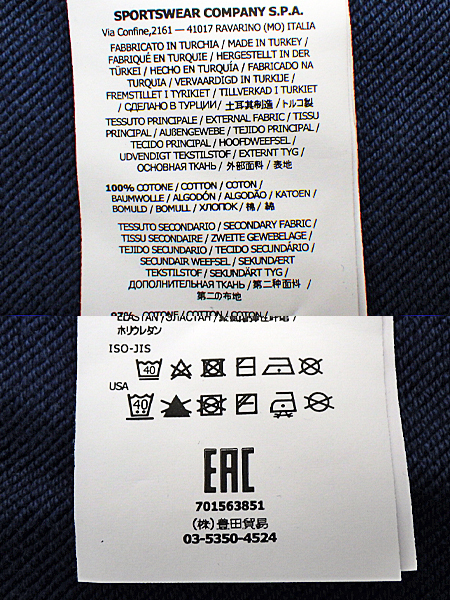 SPORTSWEAR COMPANY S.P.A.
Via Confine,2161 — 41017 RAVARINO (MO) ITALIA
FABBRICATO IN TURCHIA / MADE IN TURKEY /
FABRIQUÉ EN TURQUIE / HERGESTELLT IN DER
TÜRKEI / HECHO EN TURQUÍA / FABRICADO NA
TURQUIA / VERVAARDIGD IN TURKIJE /
FREMSTILLET I TYRKIET / TILLVERKAD I TURKIET
/ СДЕЛАНО В ТУРЦИИ / 土耳其制造 / トルコ製
TESSUTO PRINCIPALE / EXTERNAL FABRIC / TISSU
PRINCIPAL / AUßENGEWEBE / TEJIDO PRINCIPAL /
TECIDO PRINCIPAL / HOOFDWEEFSEL /
UDVENDIGT TEKSTILSTOF / EXTERNT TYG /
ОСНОВНАЯ ТКАНЬ / 外部面料 / 表地
100% COTONE / COTTON / COTON /
BAUMWOLLE / ALGODÓN / ALGODÃO / KATOEN /
BOMULD / BOMULL / ХЛОПОК / 棉 / 綿
TESSUTO SECONDARIO / SECONDARY FABRIC /
TISSU SECONDAIRE / ZWEITE GEWEBELAGE /
TEJIDO SECUNDARIO / TECIDO SECUNDÁRIO /
SECUNDAIR WEEFSEL / SEKUNDÆRT
TEKSTILSTOF / SEKUNDÄRT TYG /
ДОПОЛНИТЕЛЬНАЯ ТКАНЬ / 第二种面料 /
第二の布地
ポリウレタン
ISO-JIS
40
USA
40
EAC
701563851
(株)豊田貿易
03-5350-4524